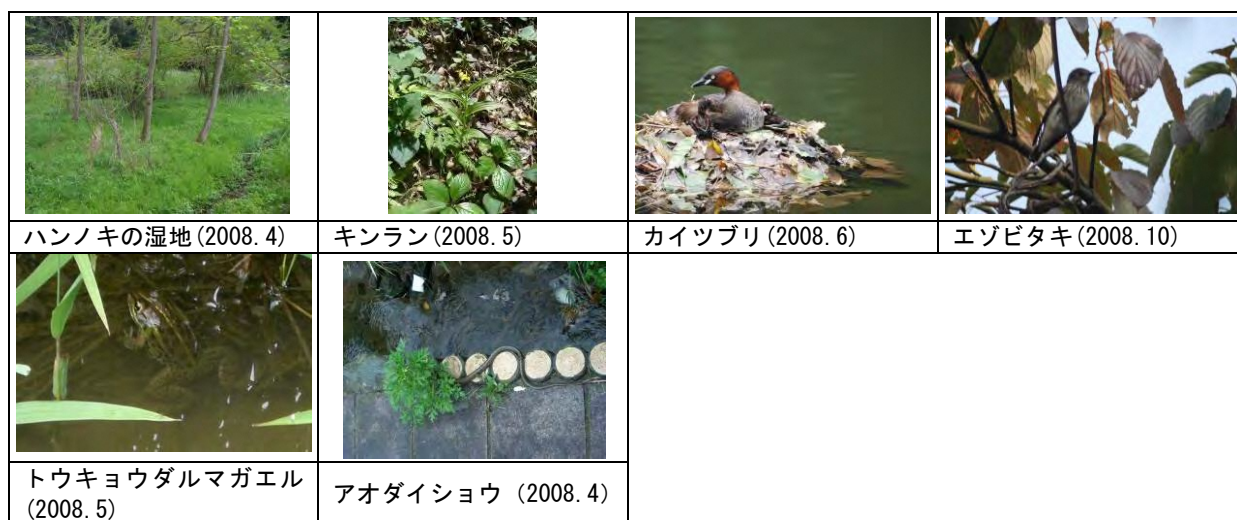 ハンノキの湿地(2008.4)
キンラン(2008.5)
カイツブリ(2008.6)
エゾビタキ(2008.10)
トウキョウダルマガエル
(2008.5)
アオダイショウ (2008.4)